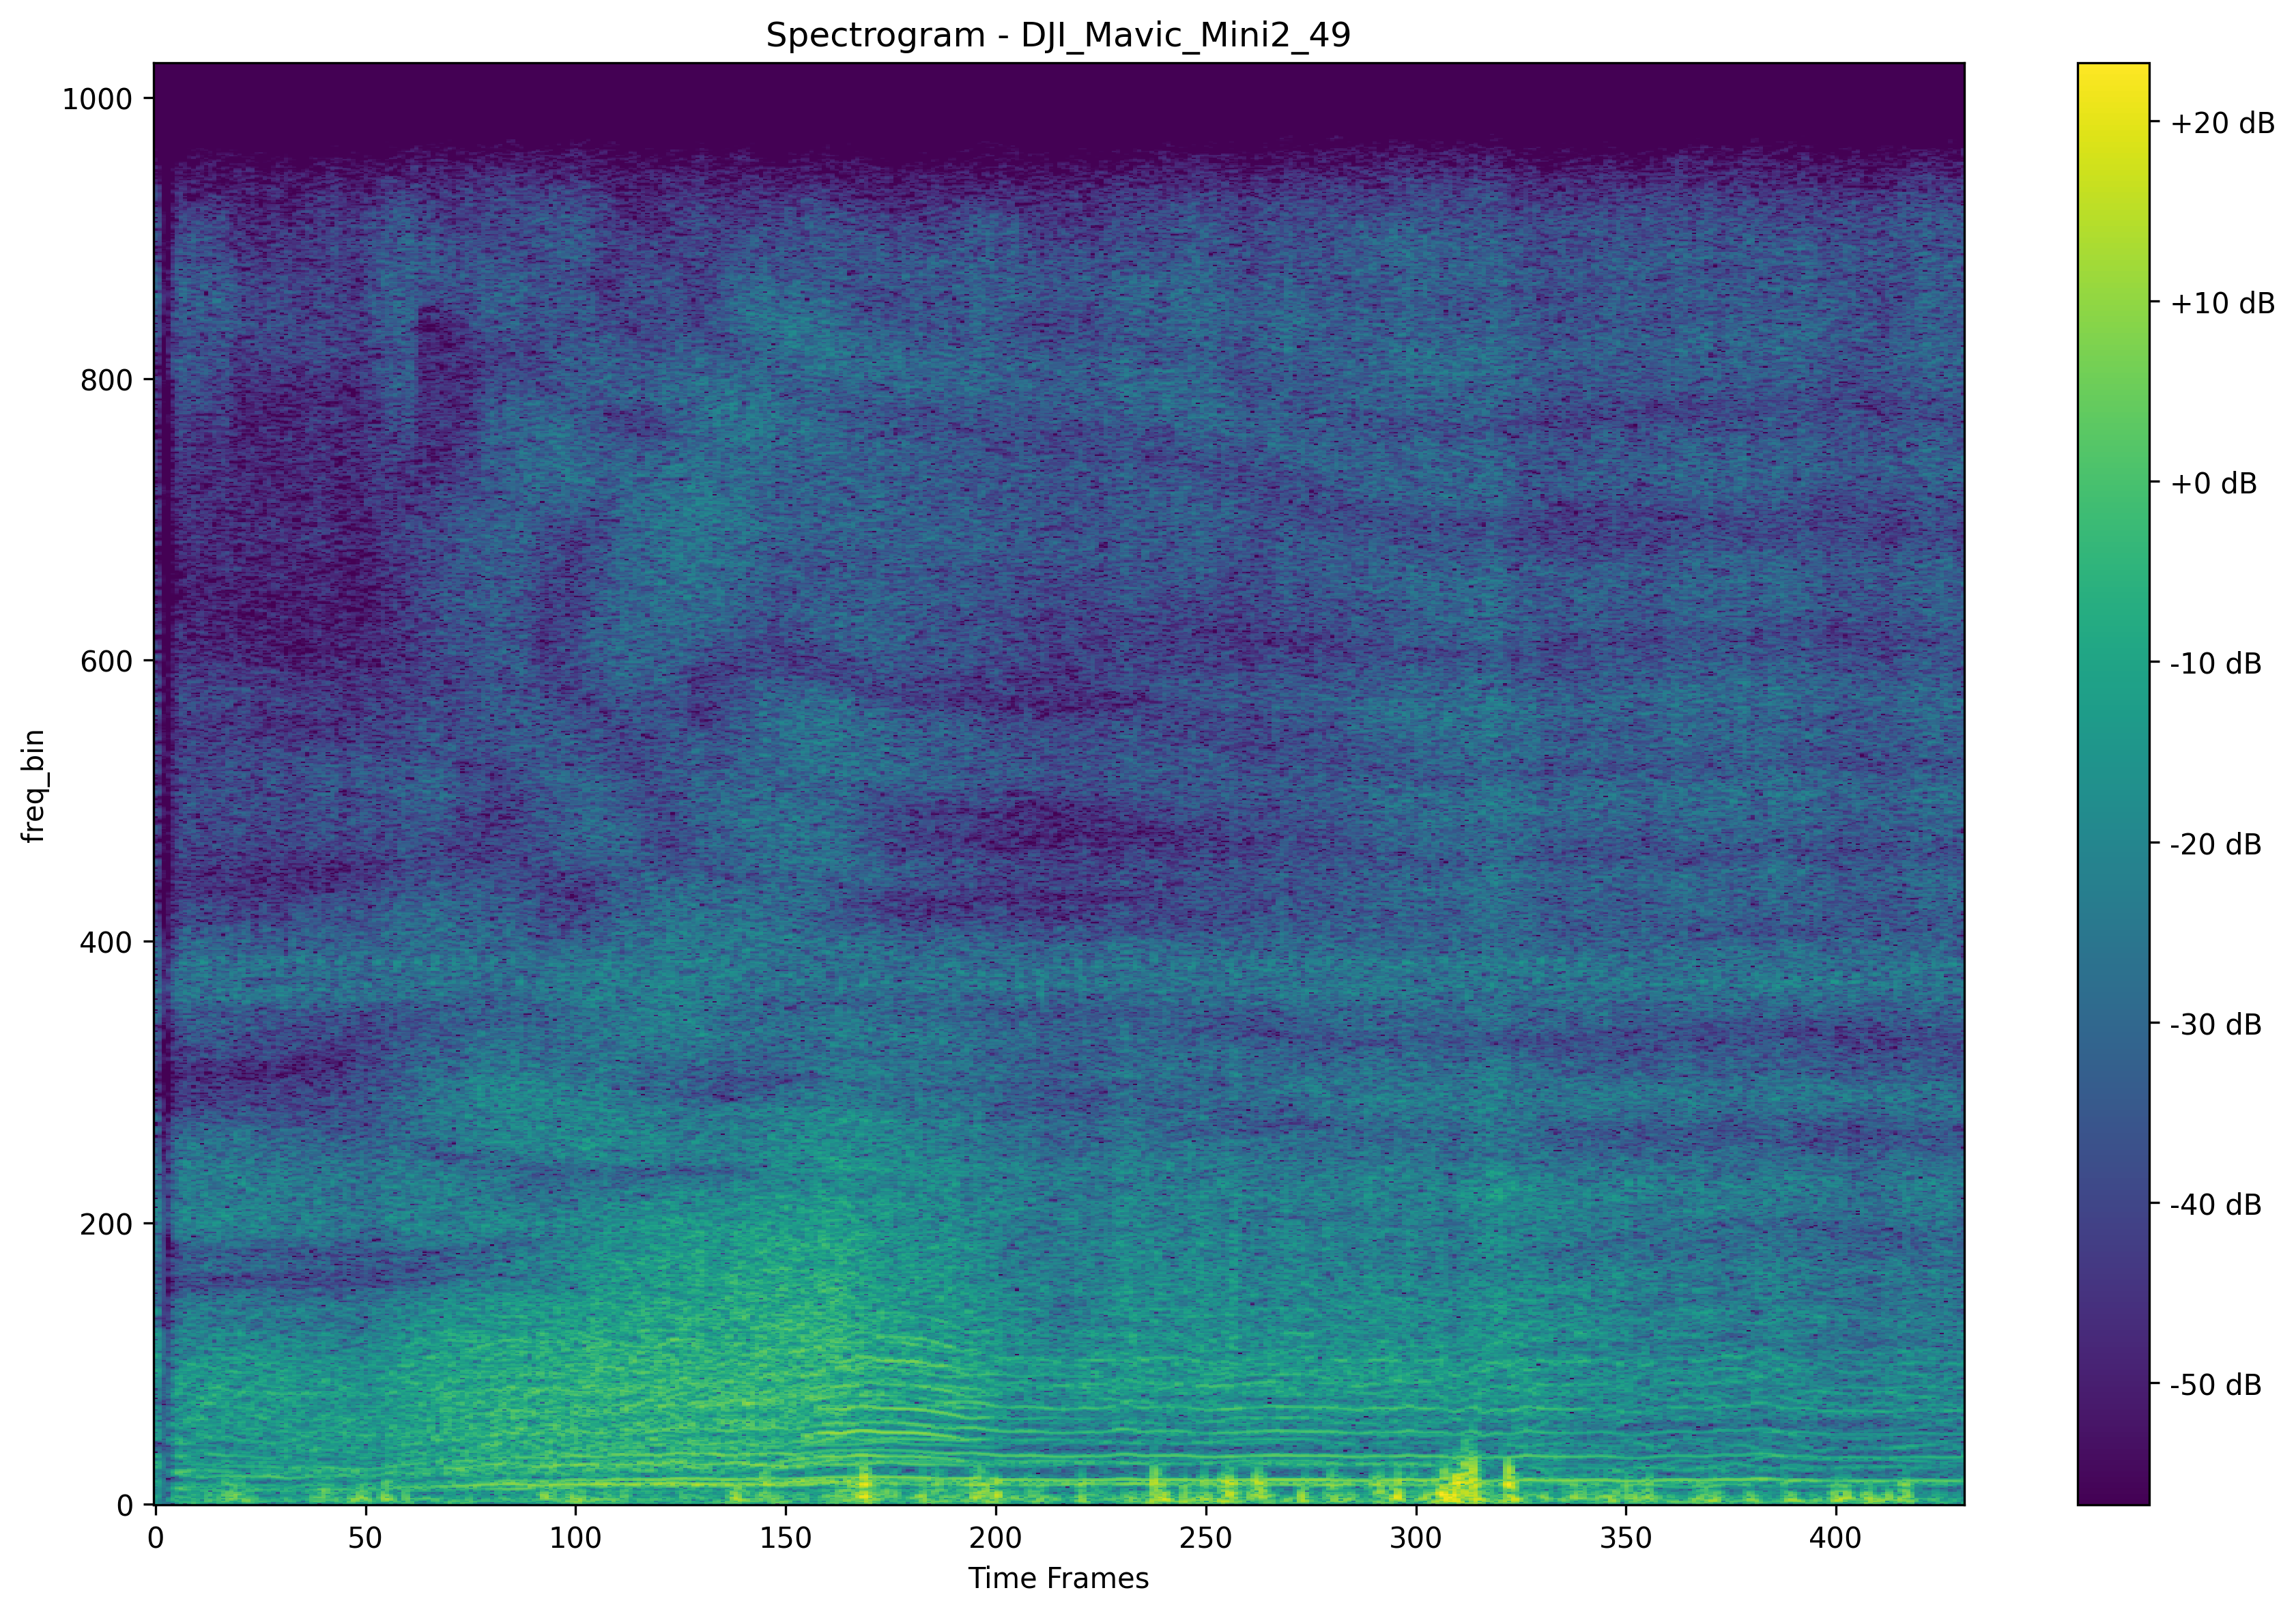 Spectrogram - DJI_Mavic_Mini2_49
freq_bin
1000
800
600
400
200
0
0 50 100 150 200 250 300 350 400
Time Frames
+20 dB
+10 dB
+0 dB
-10 dB
-20 dB
-30 dB
-40 dB
-50 dB